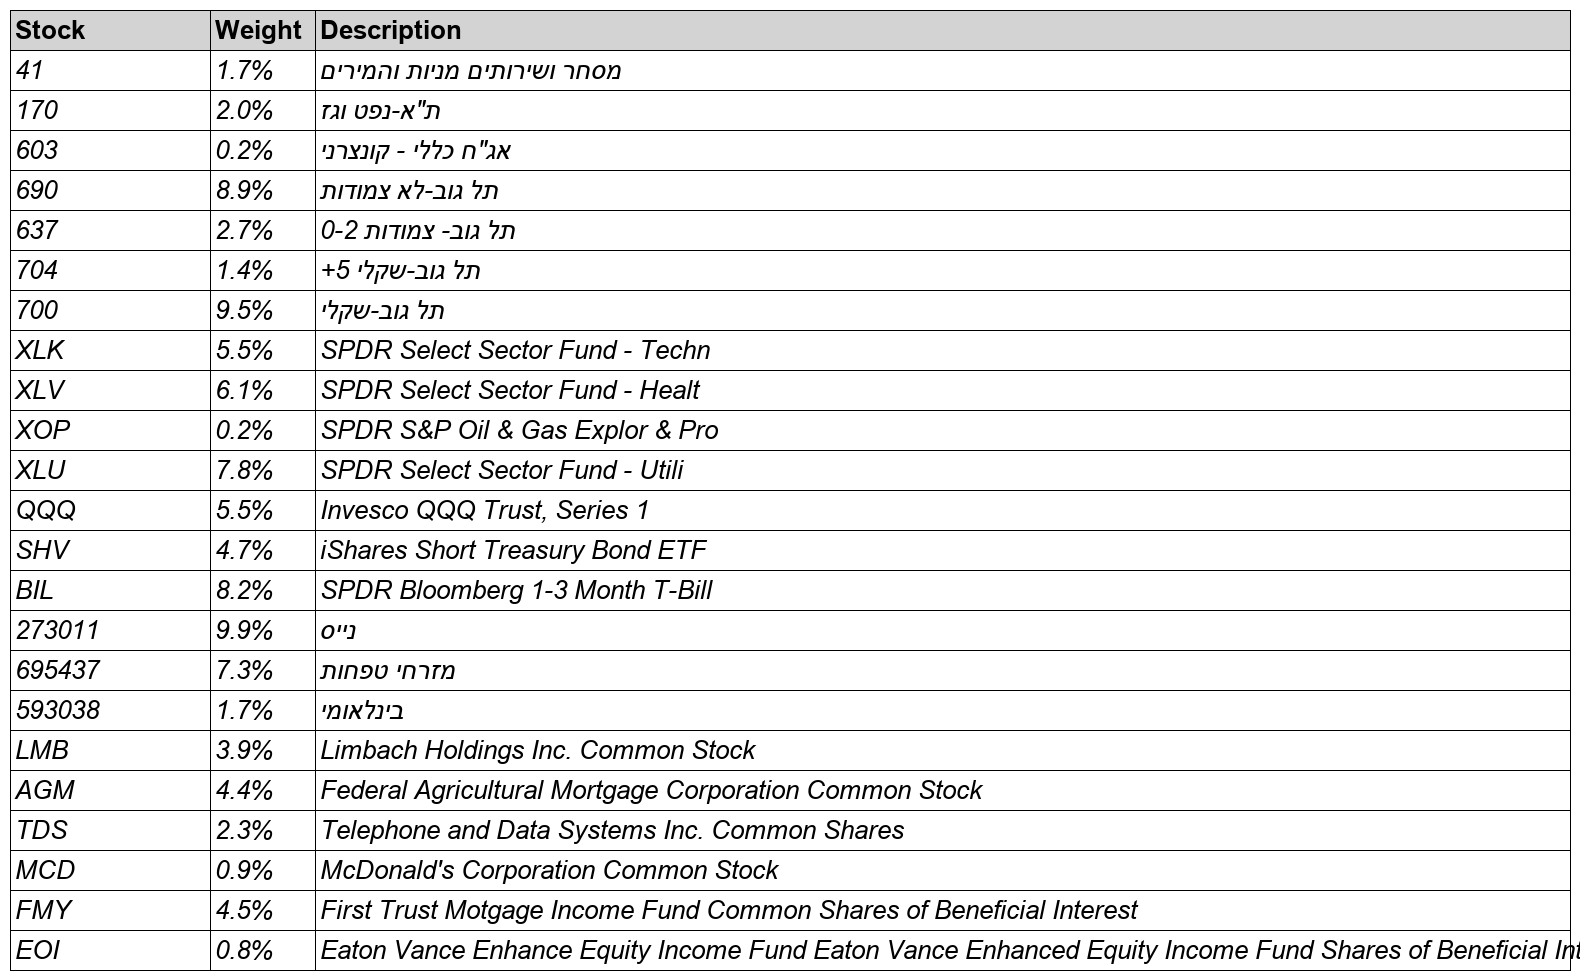 Stock Weight Description
41 1.7% מסחר ושירותים מניות והמירים
170 2.0% ת"א-נפט וגז
603 0.2% אג"ח כללי - קונצרני
690 8.9% תל גוב-לא צמודות
637 2.7% תל גוב- צמודות 0-2
704 1.4% תל גוב-שקלי 5+
700 9.5% תל גוב-שקלי
XLK 5.5% SPDR Select Sector Fund - Techn
XLV 6.1% SPDR Select Sector Fund - Healt
XOP 0.2% SPDR S&P Oil & Gas Explor & Pro
XLU 7.8% SPDR Select Sector Fund - Utili
QQQ 5.5% Invesco QQQ Trust, Series 1
SHV 4.7% iShares Short Treasury Bond ETF
BIL 8.2% SPDR Bloomberg 1-3 Month T-Bill
273011 9.9% נייס
695437 7.3% מזרחי טפחות
593038 1.7% בינלאומי
LMB 3.9% Limbach Holdings Inc. Common Stock
AGM 4.4% Federal Agricultural Mortgage Corporation Common Stock
TDS 2.3% Telephone and Data Systems Inc. Common Shares
MCD 0.9% McDonald's Corporation Common Stock
FMY 4.5% First Trust Motgage Income Fund Common Shares of Beneficial Interest
EOI 0.8% Eaton Vance Enhance Equity Income Fund Eaton Vance Enhanced Equity Income Fund Shares of Beneficial Int